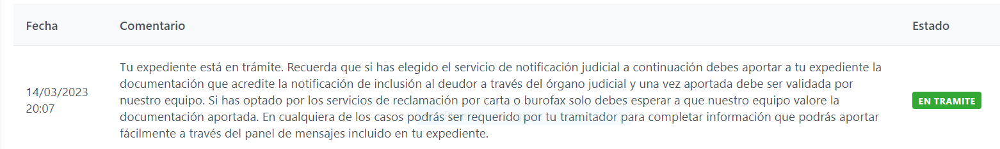 Fecha Comentario Estado
Tu expediente está en trámite. Recuerda que si has elegido el servicio de notificación judicial a continuación debes aportar a tu expediente la
documentación que acredite la notificación de inclusión al deudor a través del órgano judicial y una vez aportada debe ser validada por
14/03/2023
nuestro equipo. Si has optado por los servicios de reclamación por carta o burofax solo debes esperar a que nuestro equipo valore la
EN TRAMITE
20:07
documentación aportada. En cualquiera de los casos podrás ser requerido por tu tramitador para completar información que podrás aportar
fácilmente a través del panel de mensajes incluido en tu expediente.